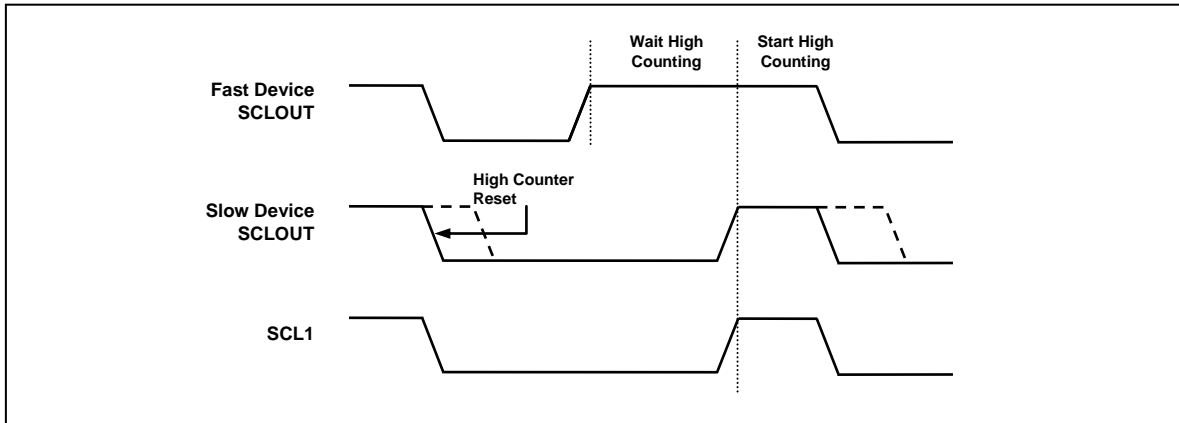 Wait High
Counting
Start High
Counting
Fast Device
SCLOUT
High Counter
Reset
Slow Device
SCLOUT
SCL1